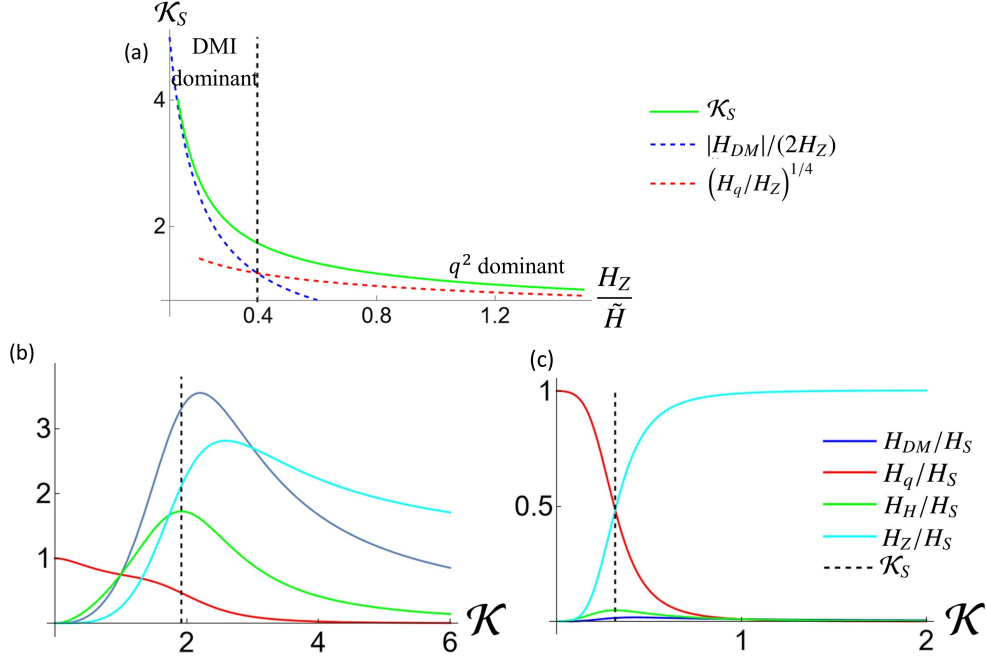 𝒦_S
(a)
DMI
dominant
4
2
q² dominant
H_Z/H̃
0.4
0.8
1.2
𝒦_S
|H_DM|/(2H_Z)
(H_q/H_Z)^{1/4}
(b)
3
2
1
2
4
6
𝒦
(c)
1
0.5
1
2
𝒦
H_DM/H_S
H_q/H_S
H_H/H_S
H_Z/H_S
𝒦_S